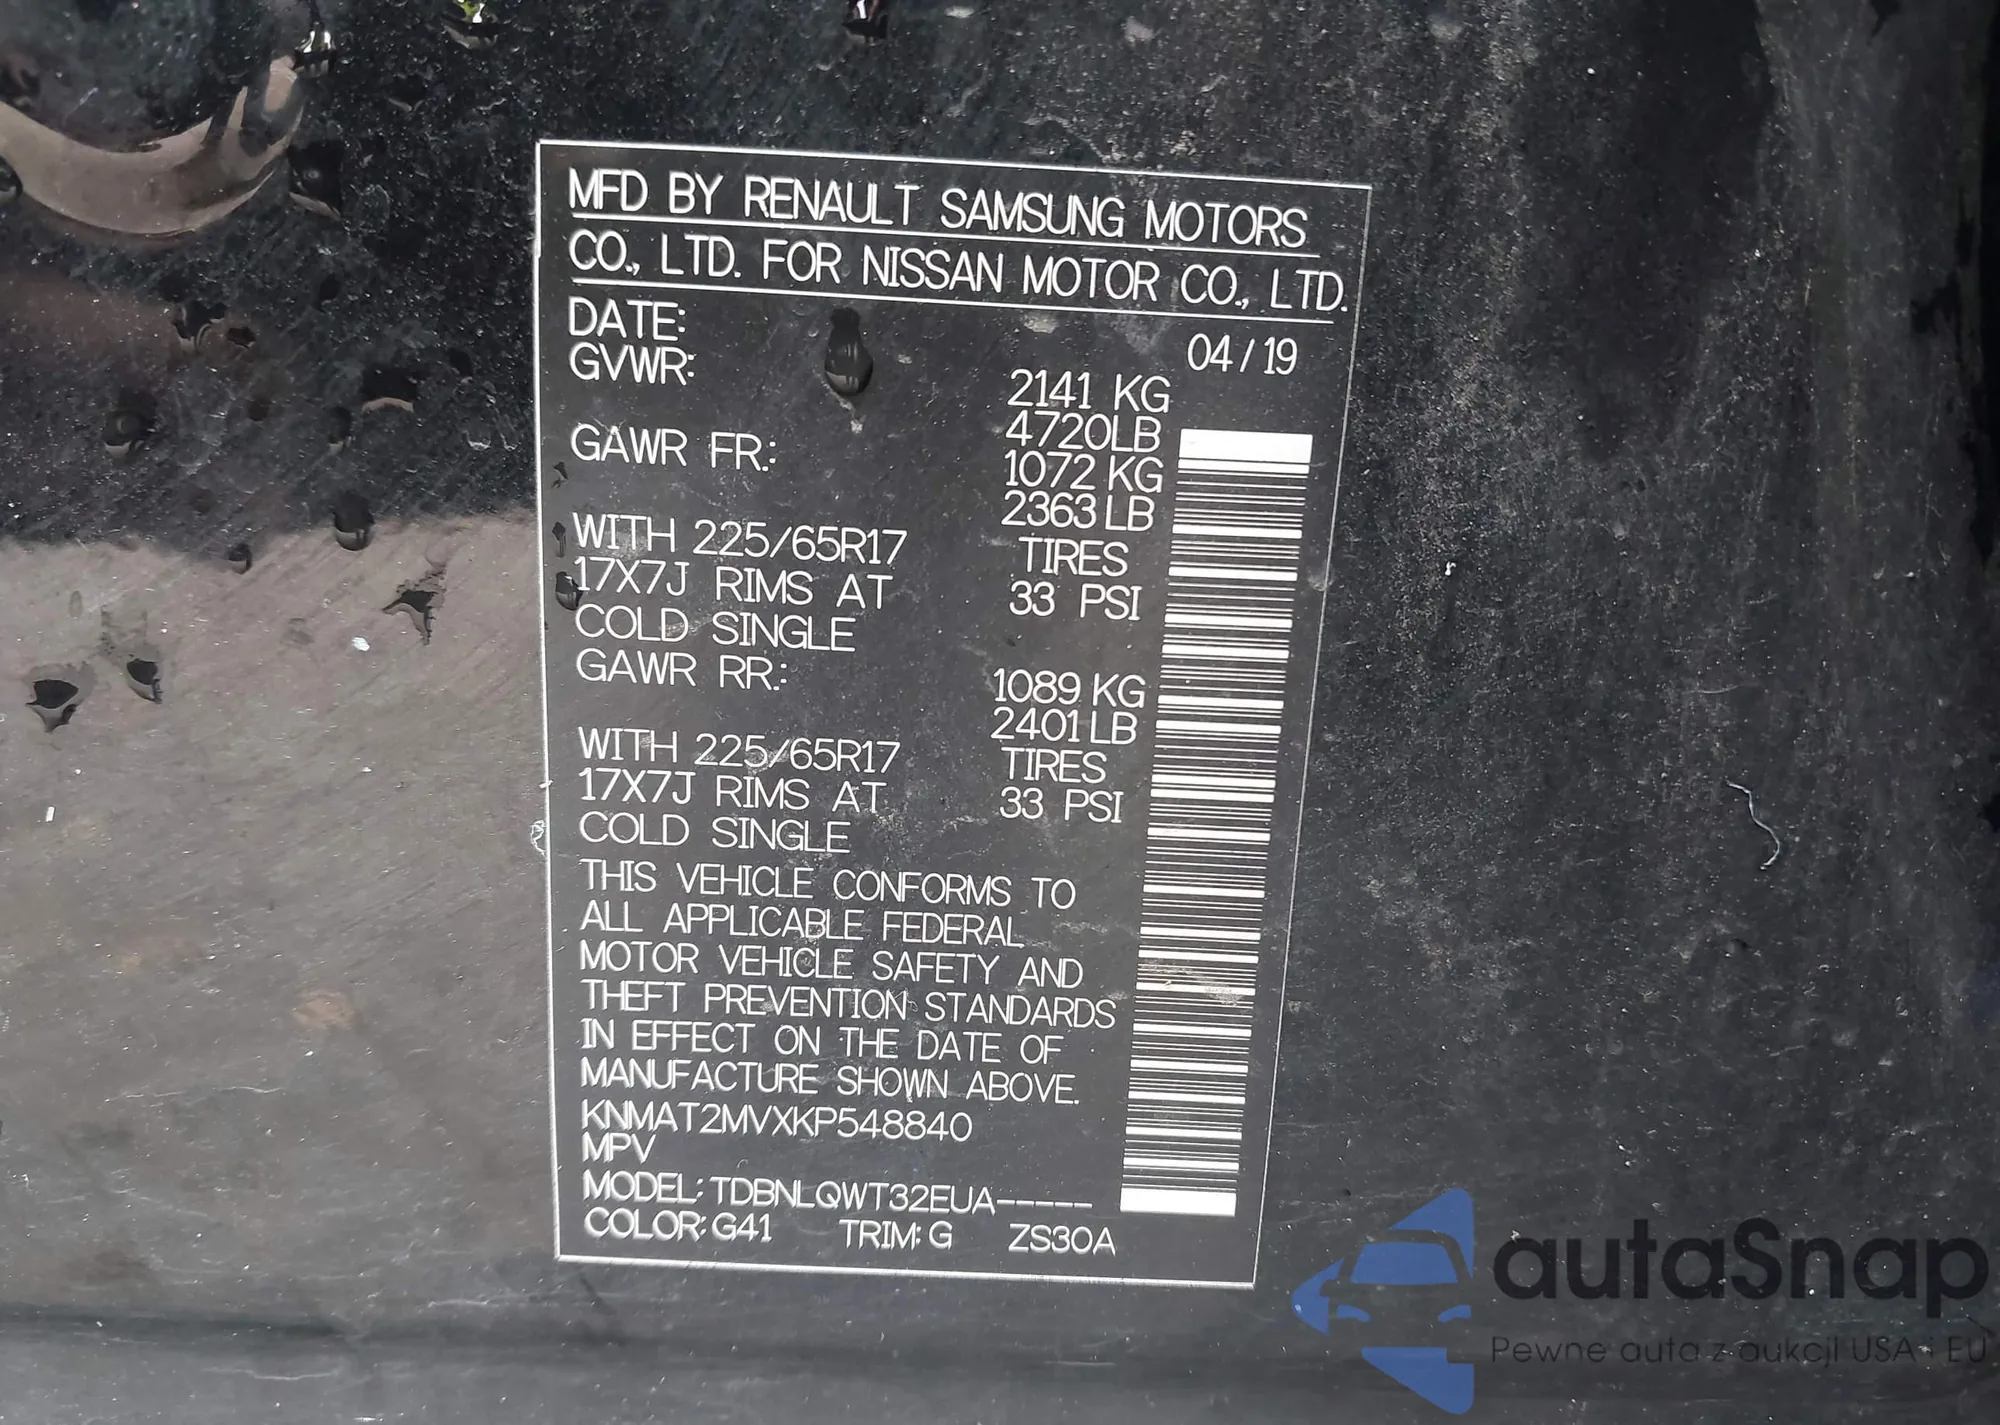 MFD BY RENAULT SAMSUNG MOTORS
CO., LTD. FOR NISSAN MOTOR CO., LTD.
DATE: 04 / 19
GVWR: 2141 KG
4720LB
GAWR FR.: 1072 KG
2363 LB
WITH 225/65R17 TIRES
17X7J RIMS AT 33 PSI
COLD SINGLE
GAWR RR.: 1089 KG
2401 LB
WITH 225/65R17 TIRES
17X7J RIMS AT 33 PSI
COLD SINGLE
THIS VEHICLE CONFORMS TO
ALL APPLICABLE FEDERAL
MOTOR VEHICLE SAFETY AND
THEFT PREVENTION STANDARDS
IN EFFECT ON THE DATE OF
MANUFACTURE SHOWN ABOVE.
KNMAT2MVXKP548840
MPV
MODEL: TDBNLQWT32EUA-----
COLOR: G41 TRIM: G ZS30A
autaSnap
Pewne auta z aukcji USA i EU